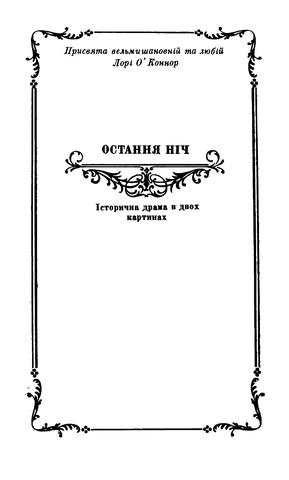 Присвята вельмишановній та любій
Лорі О' Коннор
ОСТАННЯ НІЧ
Історична драма в двох
картинах